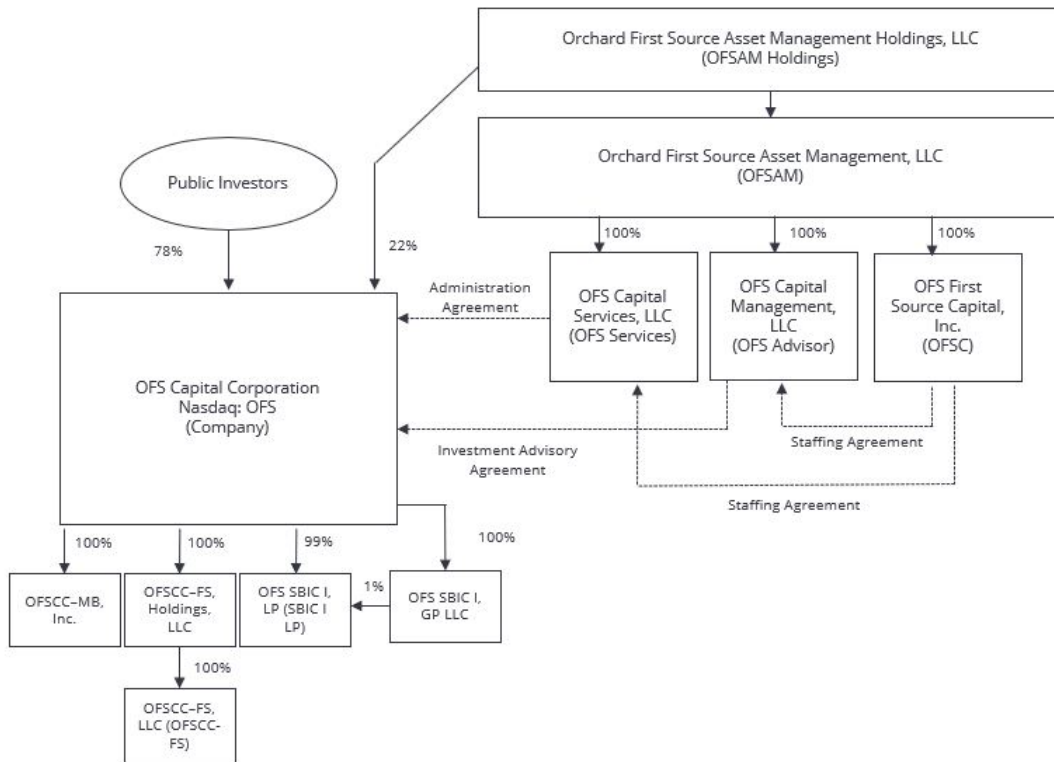 Orchard First Source Asset Management Holdings, LLC
(OFSAM Holdings)
Orchard First Source Asset Management, LLC
(OFSAM)
Public Investors
78%
22%
100%
100%
100%
Administration
Agreement
OFS Capital
Services, LLC
(OFS Services)
OFS Capital
Management,
LLC
(OFS Advisor)
OFS First
Source Capital,
Inc.
(OFSC)
OFS Capital Corporation
Nasdaq: OFS
(Company)
Investment Advisory
Agreement
Staffing Agreement
Staffing Agreement
100%
100%
99%
100%
OFSCC–MB,
Inc.
OFSCC–FS,
Holdings,
LLC
OFS SBIC I,
LP (SBIC I
LP)
1%
OFS SBIC I,
GP LLC
100%
OFSCC–FS,
LLC (OFSCC-
FS)